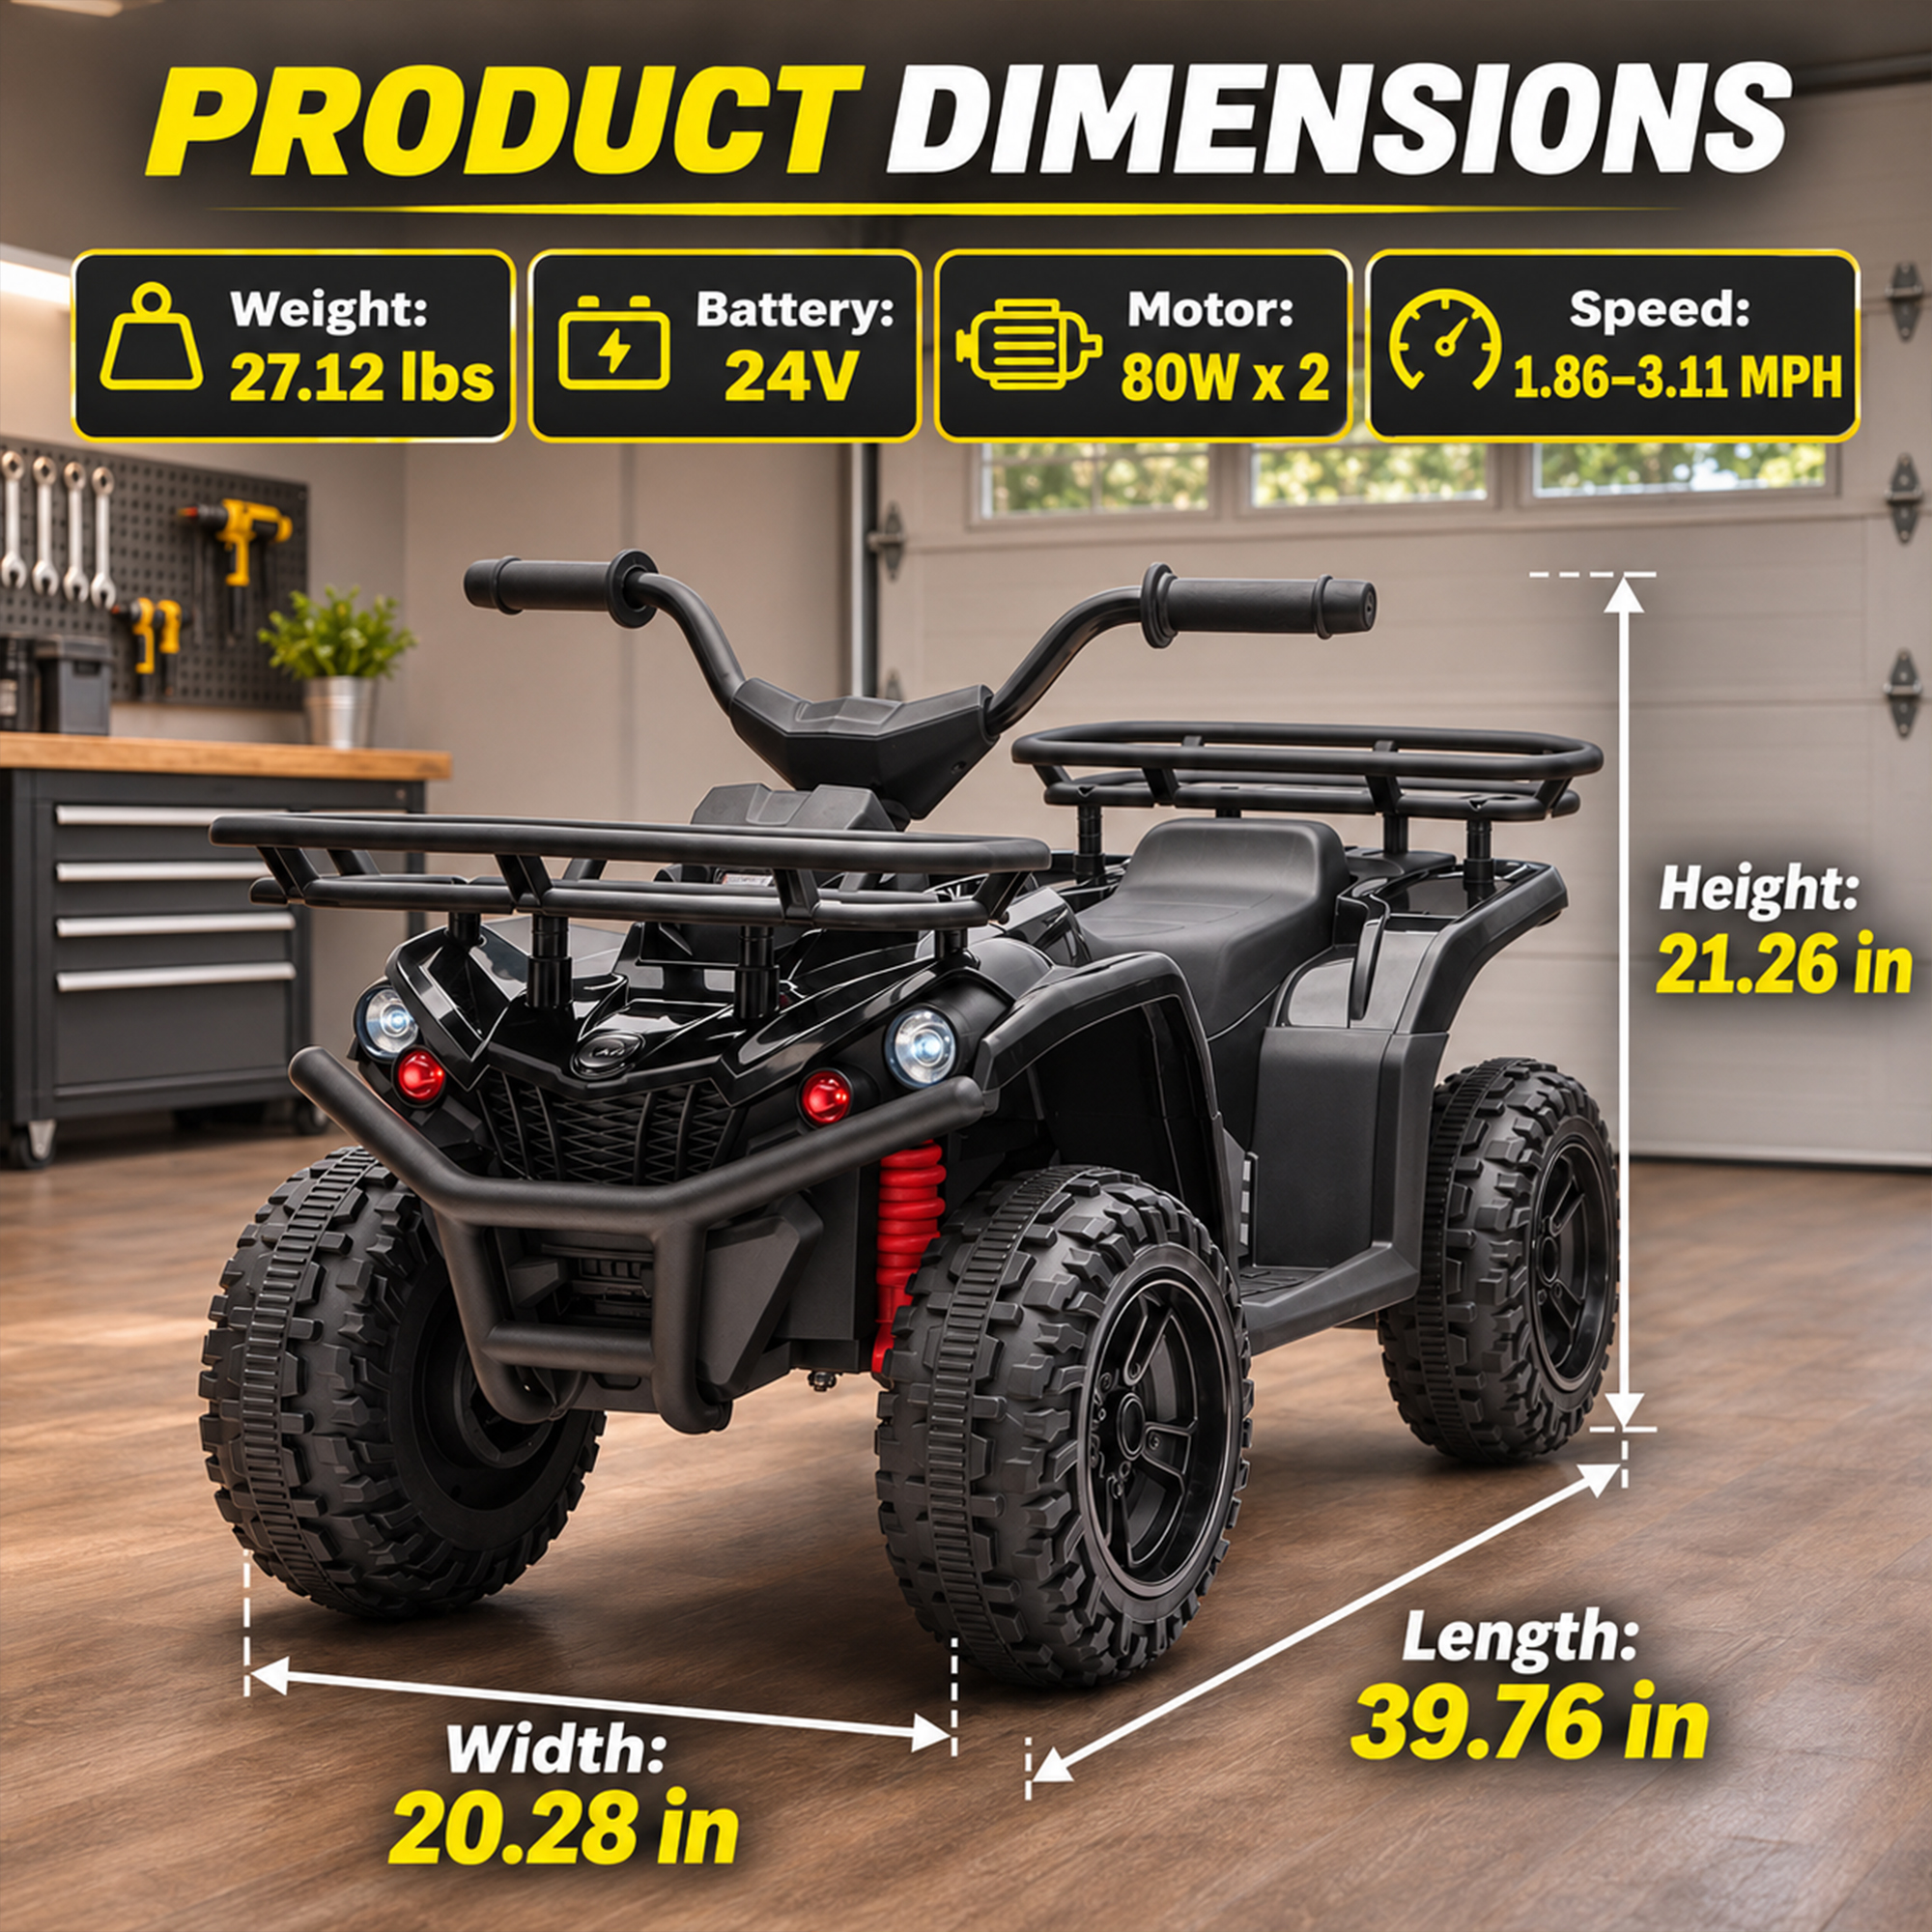 PRODUCT DIMENSIONS
Weight:
27.12 lbs
Battery:
24V
Motor:
80W x 2
Speed:
1.86–3.11 MPH
Height:
21.26 in
Length:
39.76 in
Width:
20.28 in